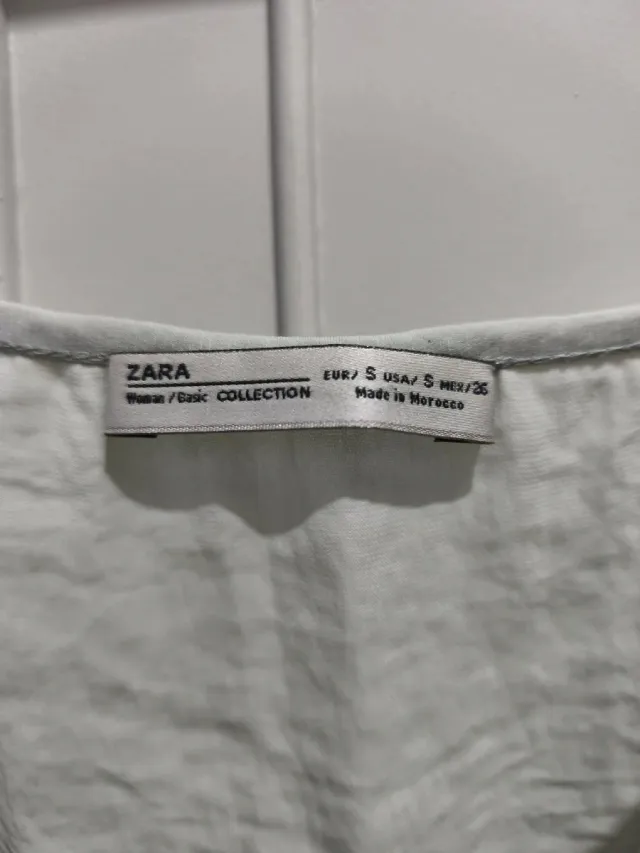 ZARA
Woman / Basic COLLECTION
EUR/ S USA/ S MEX/26
Made in Morocco